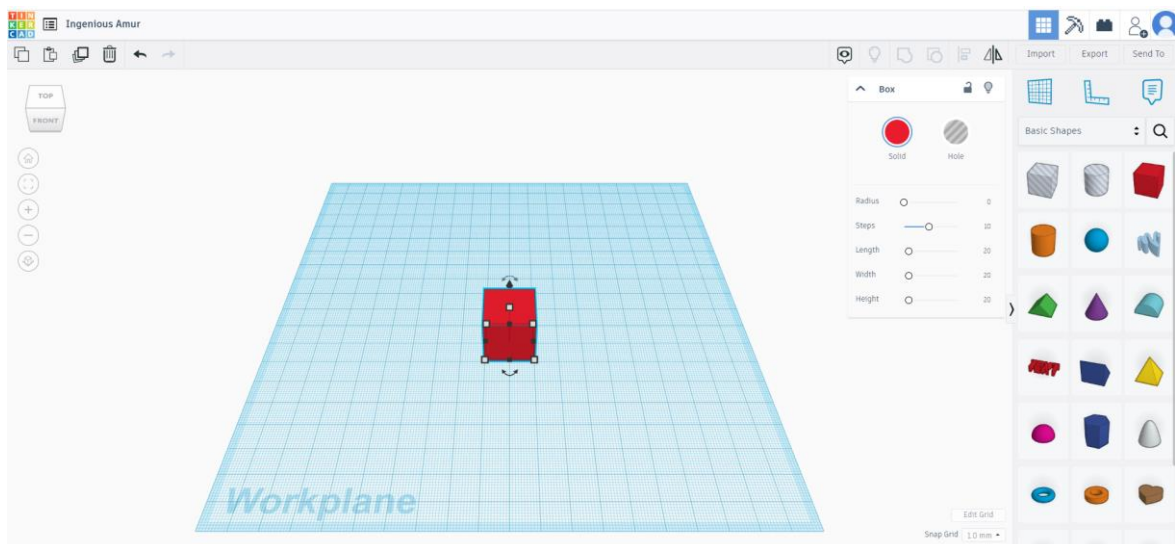 TIN
KER
CAD
Ingenious Amur
Import
Export
Send To
TOP
FRONT
Box
Solid
Hole
Radius 0
Steps 10
Length 20
Width 20
Height 20
Basic Shapes
TEXT
Workplane
Edit Grid
Snap Grid 1.0 mm